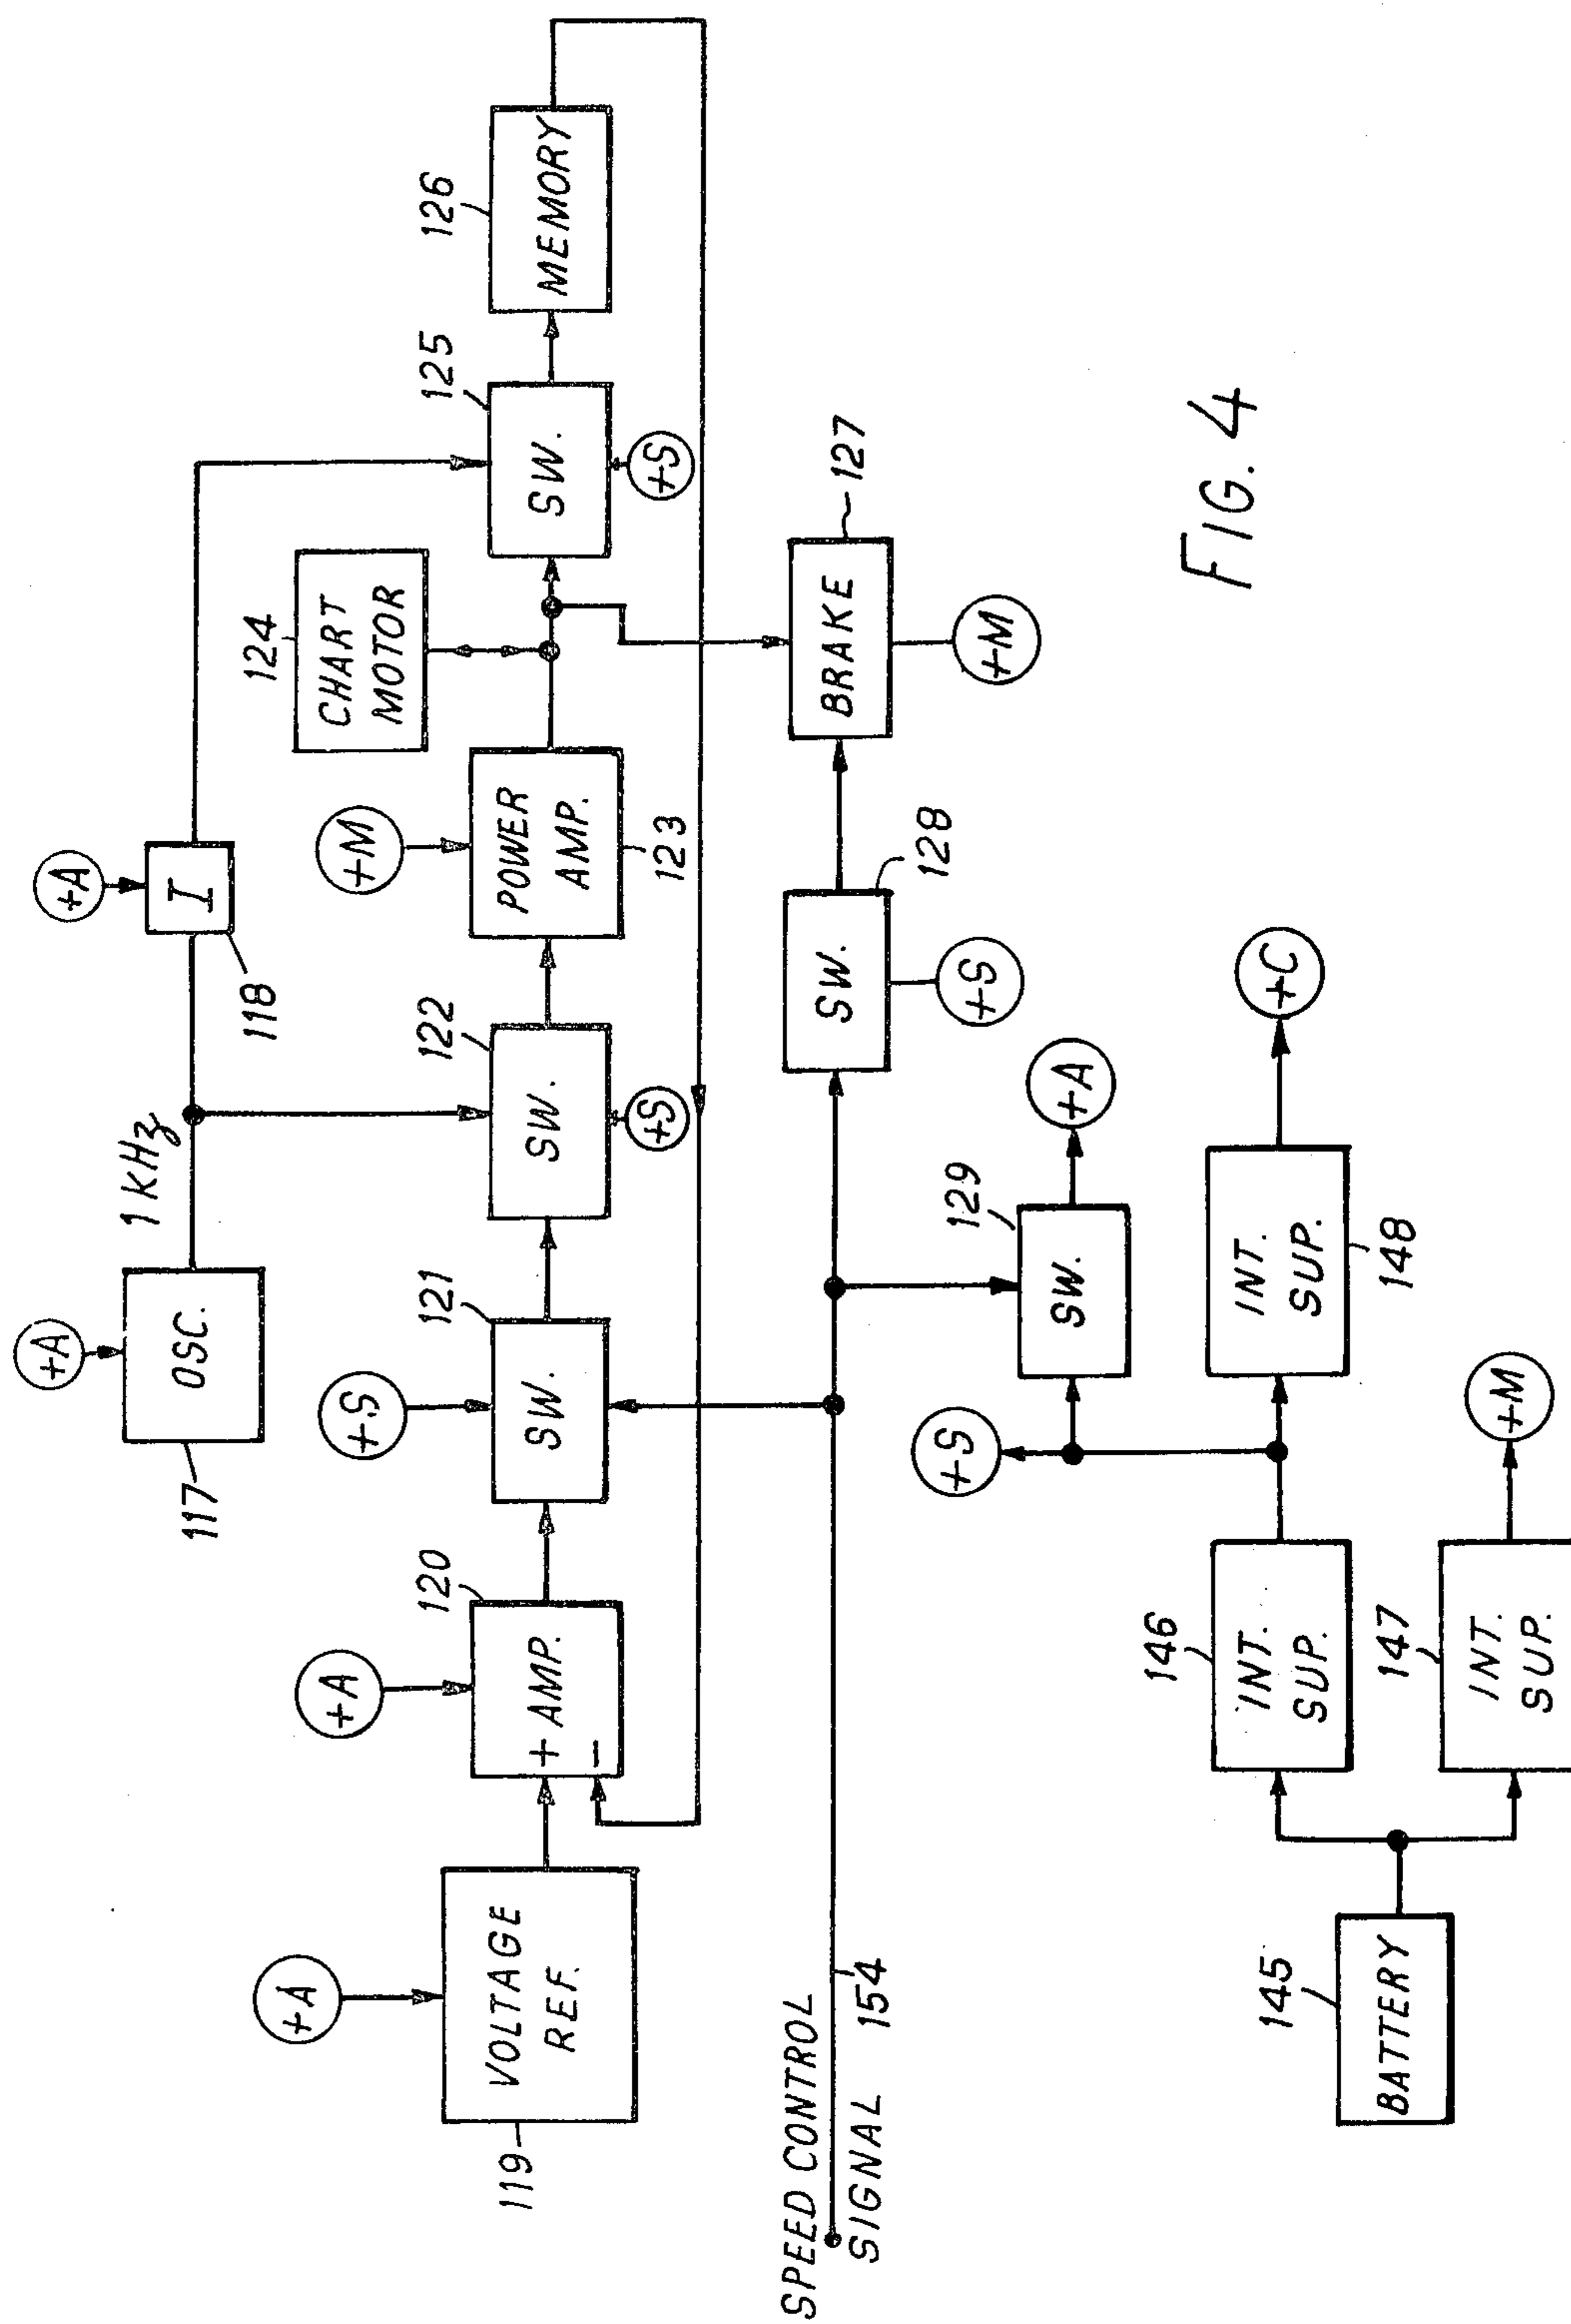 +A
+A
117
OSC.
1 kHz
I
118
124
CHART
MOTOR
+A
+A
+S
+M
119
VOLTAGE
REF.
120
+ AMP.
−
121
SW.
122
SW.
+S
POWER
AMP.
123
125
SW.
+S
126
MEMORY
SPEED CONTROL
SIGNAL 154
SW.
128
+S
BRAKE
127
+M
+S
129
SW.
+A
145
BATTERY
146
INT.
SUP.
147
INT.
SUP.
148
INT.
SUP.
+C
+M
FIG. 4